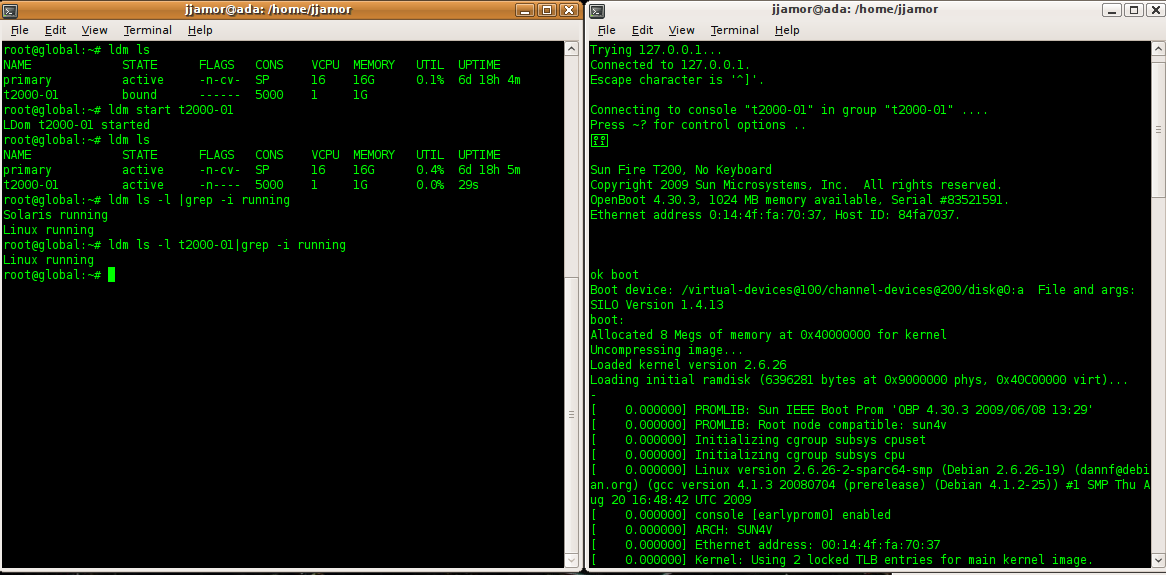 jjamor@ada: /home/jjamor
File Edit View Terminal Help
root@global:~# ldm ls
NAME STATE FLAGS CONS VCPU MEMORY UTIL UPTIME
primary active -n-cv- SP 16 16G 0.1% 6d 18h 4m
t2000-01 bound ------ 5000 1 1G
root@global:~# ldm start t2000-01
LDom t2000-01 started
root@global:~# ldm ls
NAME STATE FLAGS CONS VCPU MEMORY UTIL UPTIME
primary active -n-cv- SP 16 16G 0.4% 6d 18h 5m
t2000-01 active -n---- 5000 1 1G 0.0% 29s
root@global:~# ldm ls -l |grep -i running
Solaris running
Linux running
root@global:~# ldm ls -l t2000-01|grep -i running
Linux running
root@global:~#
jjamor@ada: /home/jjamor
File Edit View Terminal Help
Trying 127.0.0.1...
Connected to 127.0.0.1.
Escape character is '^]'.
Connecting to console "t2000-01" in group "t2000-01" ....
Press ~? for control options ..
Sun Fire T200, No Keyboard
Copyright 2009 Sun Microsystems, Inc.  All rights reserved.
OpenBoot 4.30.3, 1024 MB memory available, Serial #83521591.
Ethernet address 0:14:4f:fa:70:37, Host ID: 84fa7037.
ok boot
Boot device: /virtual-devices@100/channel-devices@200/disk@0:a  File and args:
SILO Version 1.4.13
boot:
Allocated 8 Megs of memory at 0x40000000 for kernel
Uncompressing image...
Loaded kernel version 2.6.26
Loading initial ramdisk (6396281 bytes at 0x9000000 phys, 0x40C00000 virt)...
-
[    0.000000] PROMLIB: Sun IEEE Boot Prom 'OBP 4.30.3 2009/06/08 13:29'
[    0.000000] PROMLIB: Root node compatible: sun4v
[    0.000000] Initializing cgroup subsys cpuset
[    0.000000] Initializing cgroup subsys cpu
[    0.000000] Linux version 2.6.26-2-sparc64-smp (Debian 2.6.26-19) (dannf@debi
an.org) (gcc version 4.1.3 20080704 (prerelease) (Debian 4.1.2-25)) #1 SMP Thu A
ug 20 16:48:42 UTC 2009
[    0.000000] console [earlyprom0] enabled
[    0.000000] ARCH: SUN4V
[    0.000000] Ethernet address: 00:14:4f:fa:70:37
[    0.000000] Kernel: Using 2 locked TLB entries for main kernel image.